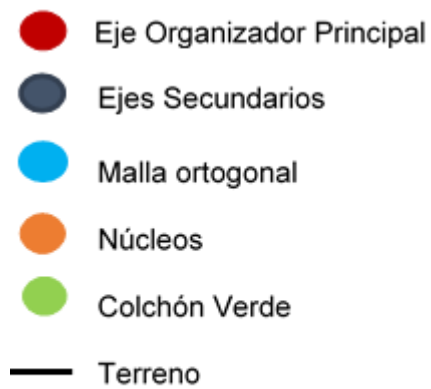 Eje Organizador Principal
Ejes Secundarios
Malla ortogonal
Núcleos
Colchón Verde
Terreno